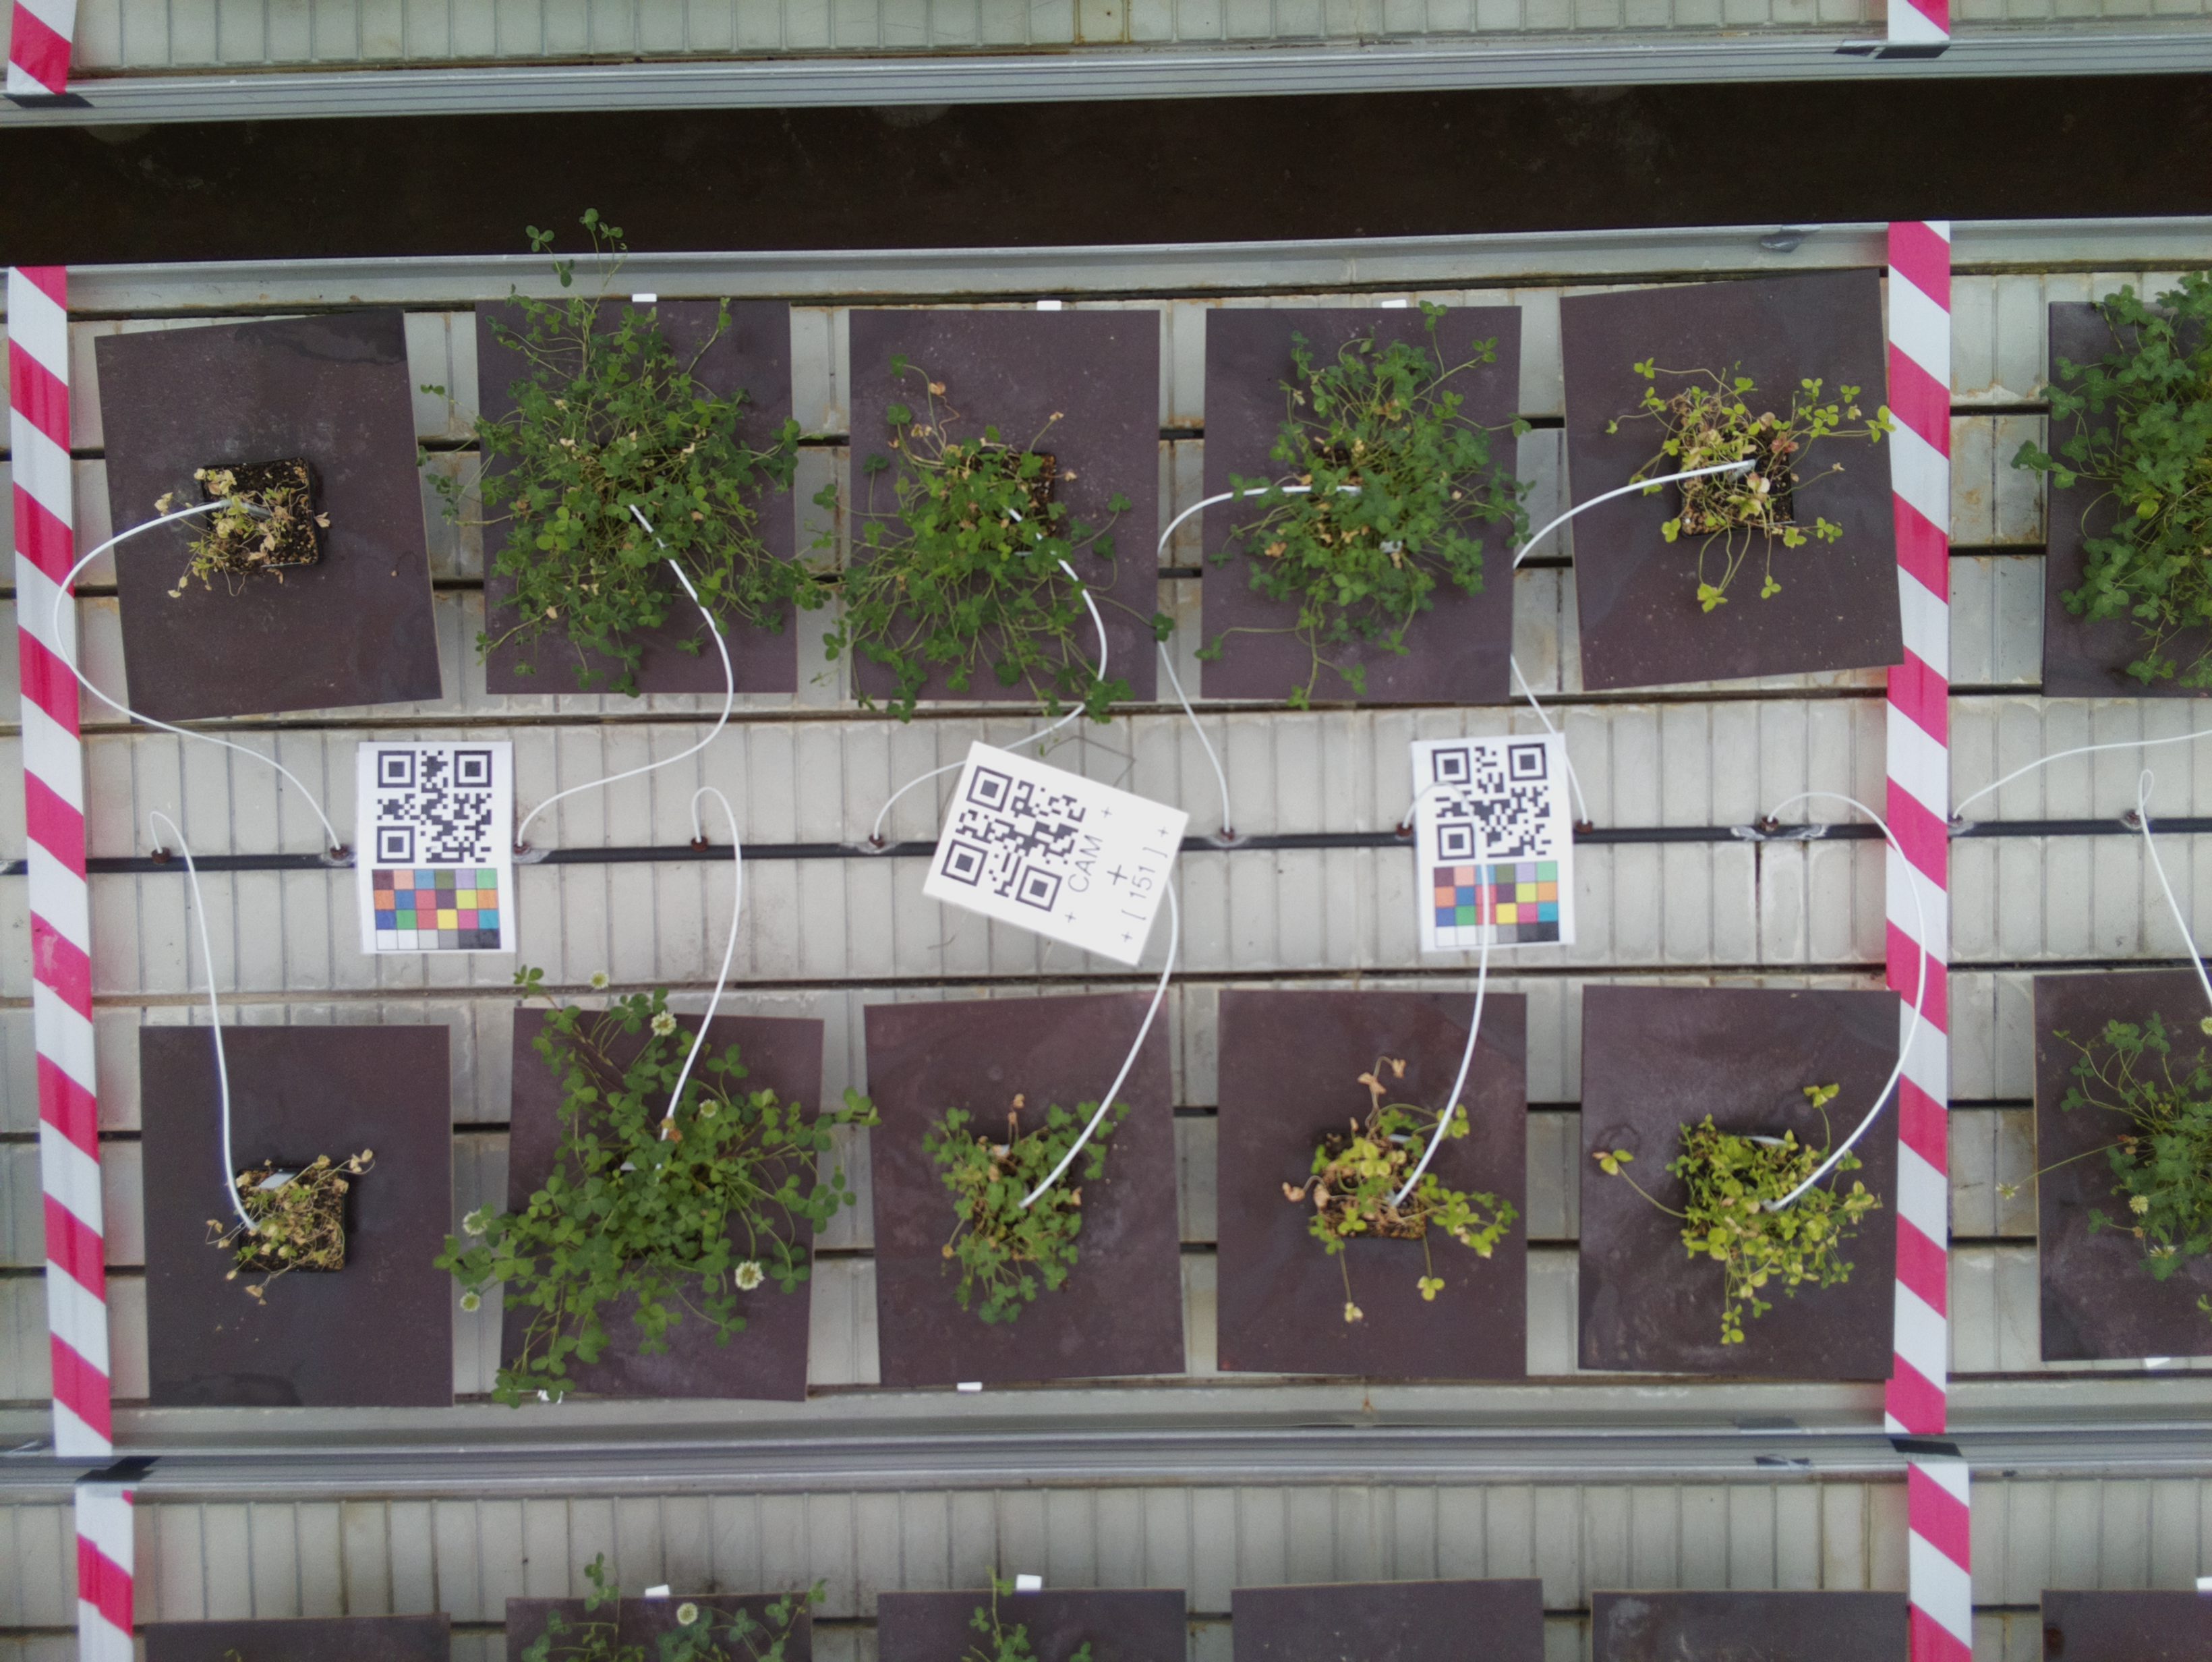 + CAM +
+
+ [ 151 ] +